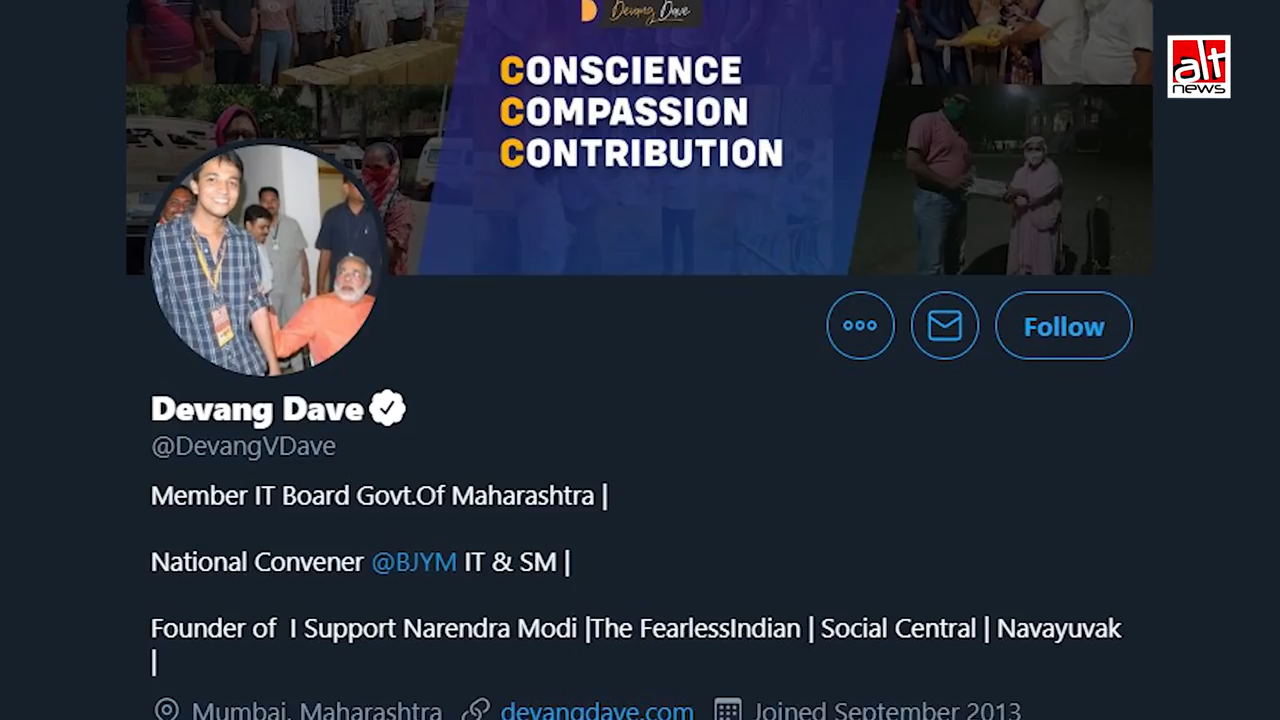 Devang Dave
CONSCIENCE
COMPASSION
CONTRIBUTION
alt
news
Follow
Devang Dave
@DevangVDave
Member IT Board Govt.Of Maharashtra |
National Convener @BJYM IT & SM |
Founder of I Support Narendra Modi |The FearlessIndian | Social Central | Navayuvak
|
Mumbai, Maharashtra devangdave.com Joined September 2013